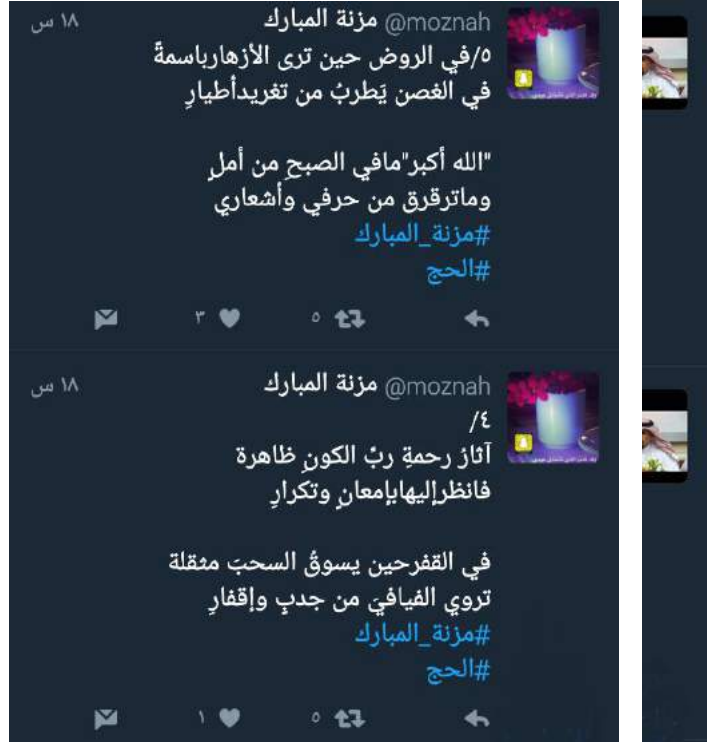 مزنة المبارك @moznah ١٨ س
٥/في الروض حين ترى الأزهارباسمةً
في الغصن يَطربُ من تغريدأطيارِ
"الله أكبر"مافي الصبحِ من أملٍ
وماترقرق من حرفي وأشعاري
#مزنة_المبارك
#الحج
٥ ٣
مزنة المبارك @moznah ١٨ س
٤/
آثارُ رحمةِ ربِّ الكونِ ظاهرة
فانظرإليهابإمعانٍ وتكرارِ
في القفرحين يسوقُ السحبَ مثقلة
تروي الفيافيَ من جدبٍ وإقفارِ
#مزنة_المبارك
#الحج
٥ ١